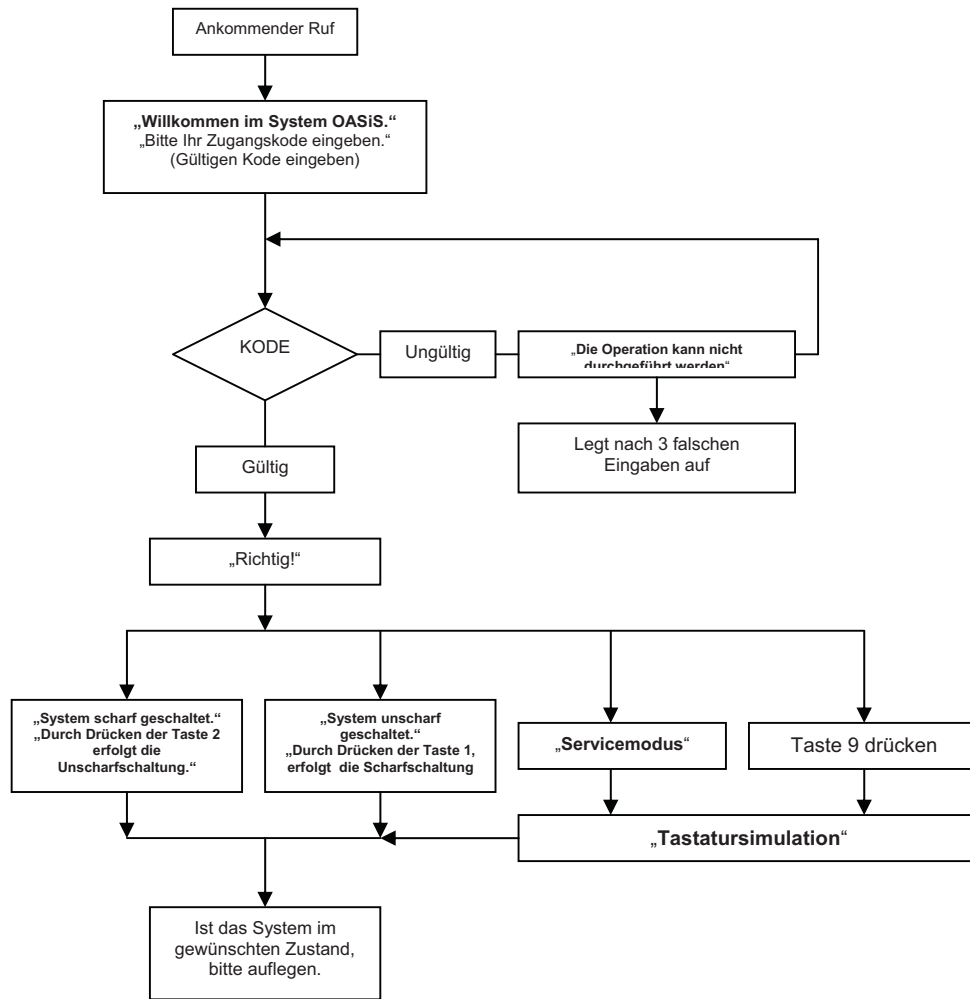 Ankommender Ruf
„Willkommen im System OASiS.“
„Bitte Ihr Zugangskode eingeben.“
(Gültigen Kode eingeben)
KODE
Ungültig
„Die Operation kann nicht
durchgeführt werden“
Legt nach 3 falschen
Eingaben auf
Gültig
„Richtig!“
„System scharf geschaltet.“
„Durch Drücken der Taste 2
erfolgt die
Unscharfschaltung.“
„System unscharf
geschaltet.“
„Durch Drücken der Taste 1,
erfolgt die Scharfschaltung
„Servicemodus“
Taste 9 drücken
„Tastatursimulation“
Ist das System im
gewünschten Zustand,
bitte auflegen.